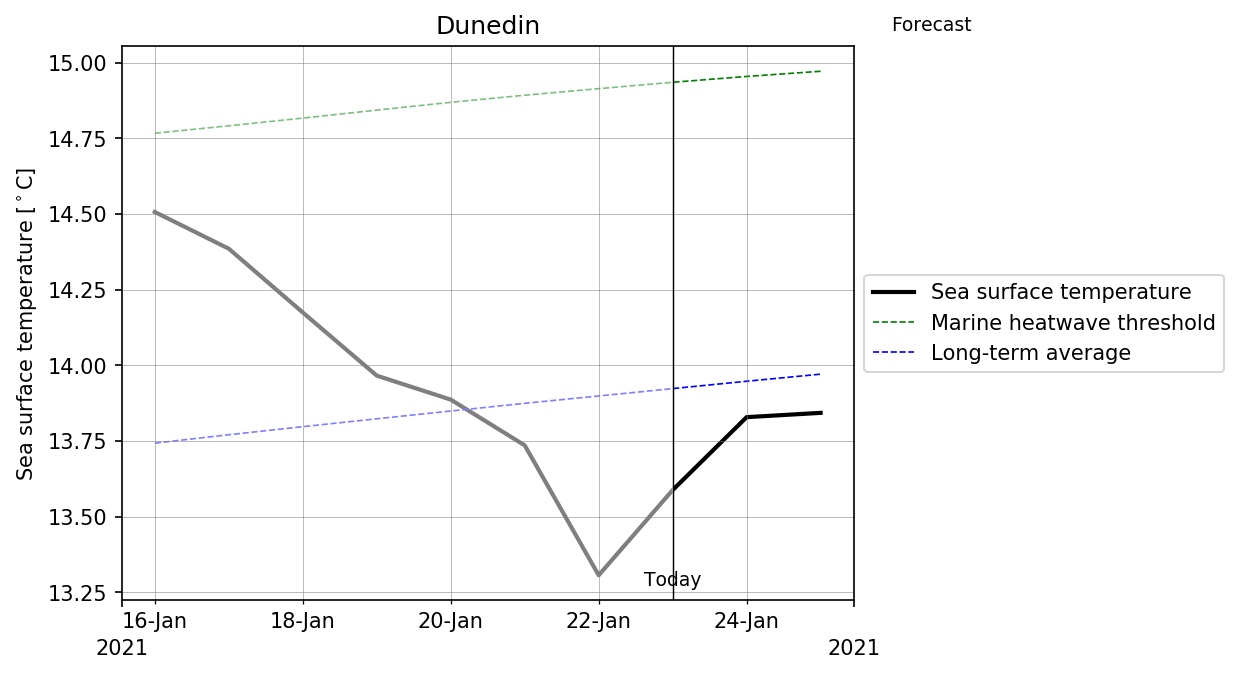 Dunedin
Forecast
Sea surface temperature [°C]
15.00
14.75
14.50
14.25
14.00
13.75
13.50
13.25
Sea surface temperature
Marine heatwave threshold
Long-term average
Today
16-Jan 18-Jan 20-Jan 22-Jan 24-Jan
2021 2021